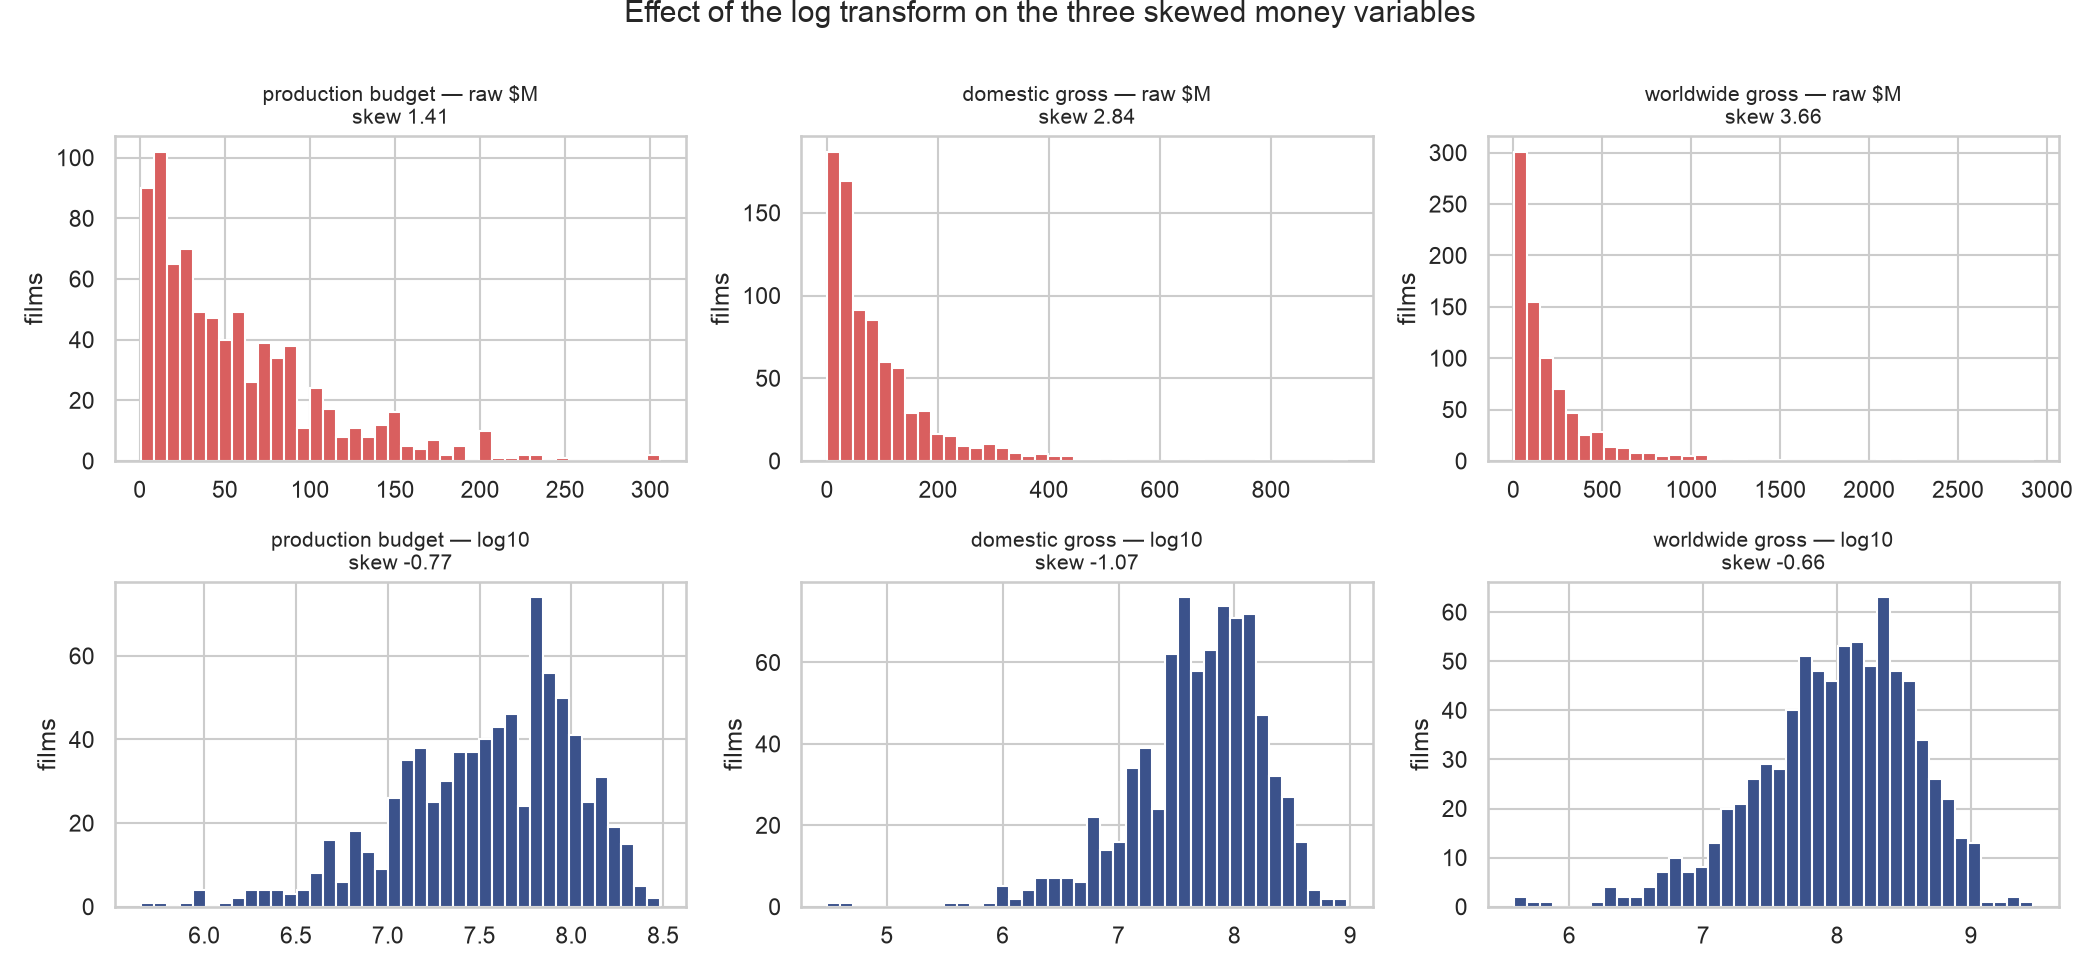 Effect of the log transform on the three skewed money variables
production budget — raw $M
skew 1.41
films
100
80
60
40
20
0
0 50 100 150 200 250 300
domestic gross — raw $M
skew 2.84
films
150
100
50
0
0 200 400 600 800
worldwide gross — raw $M
skew 3.66
films
300
250
200
150
100
50
0
0 500 1000 1500 2000 2500 3000
production budget — log10
skew -0.77
films
60
40
20
0
6.0 6.5 7.0 7.5 8.0 8.5
domestic gross — log10
skew -1.07
films
60
40
20
0
5 6 7 8 9
worldwide gross — log10
skew -0.66
films
60
50
40
30
20
10
0
6 7 8 9